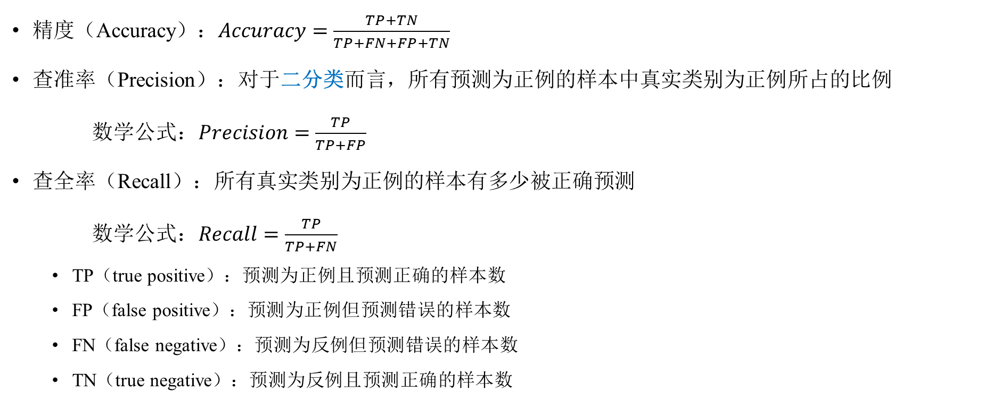 • 精度（Accuracy）：Accuracy = \frac{TP+TN}{TP+FN+FP+TN}
• 查准率（Precision）：对于二分类而言，所有预测为正例的样本中真实类别为正例所占的比例
数学公式：Precision = \frac{TP}{TP+FP}
• 查全率（Recall）：所有真实类别为正例的样本有多少被正确预测
数学公式：Recall = \frac{TP}{TP+FN}
• TP（true positive）：预测为正例且预测正确的样本数
• FP（false positive）：预测为正例但预测错误的样本数
• FN（false negative）：预测为反例但预测错误的样本数
• TN（true negative）：预测为反例且预测正确的样本数